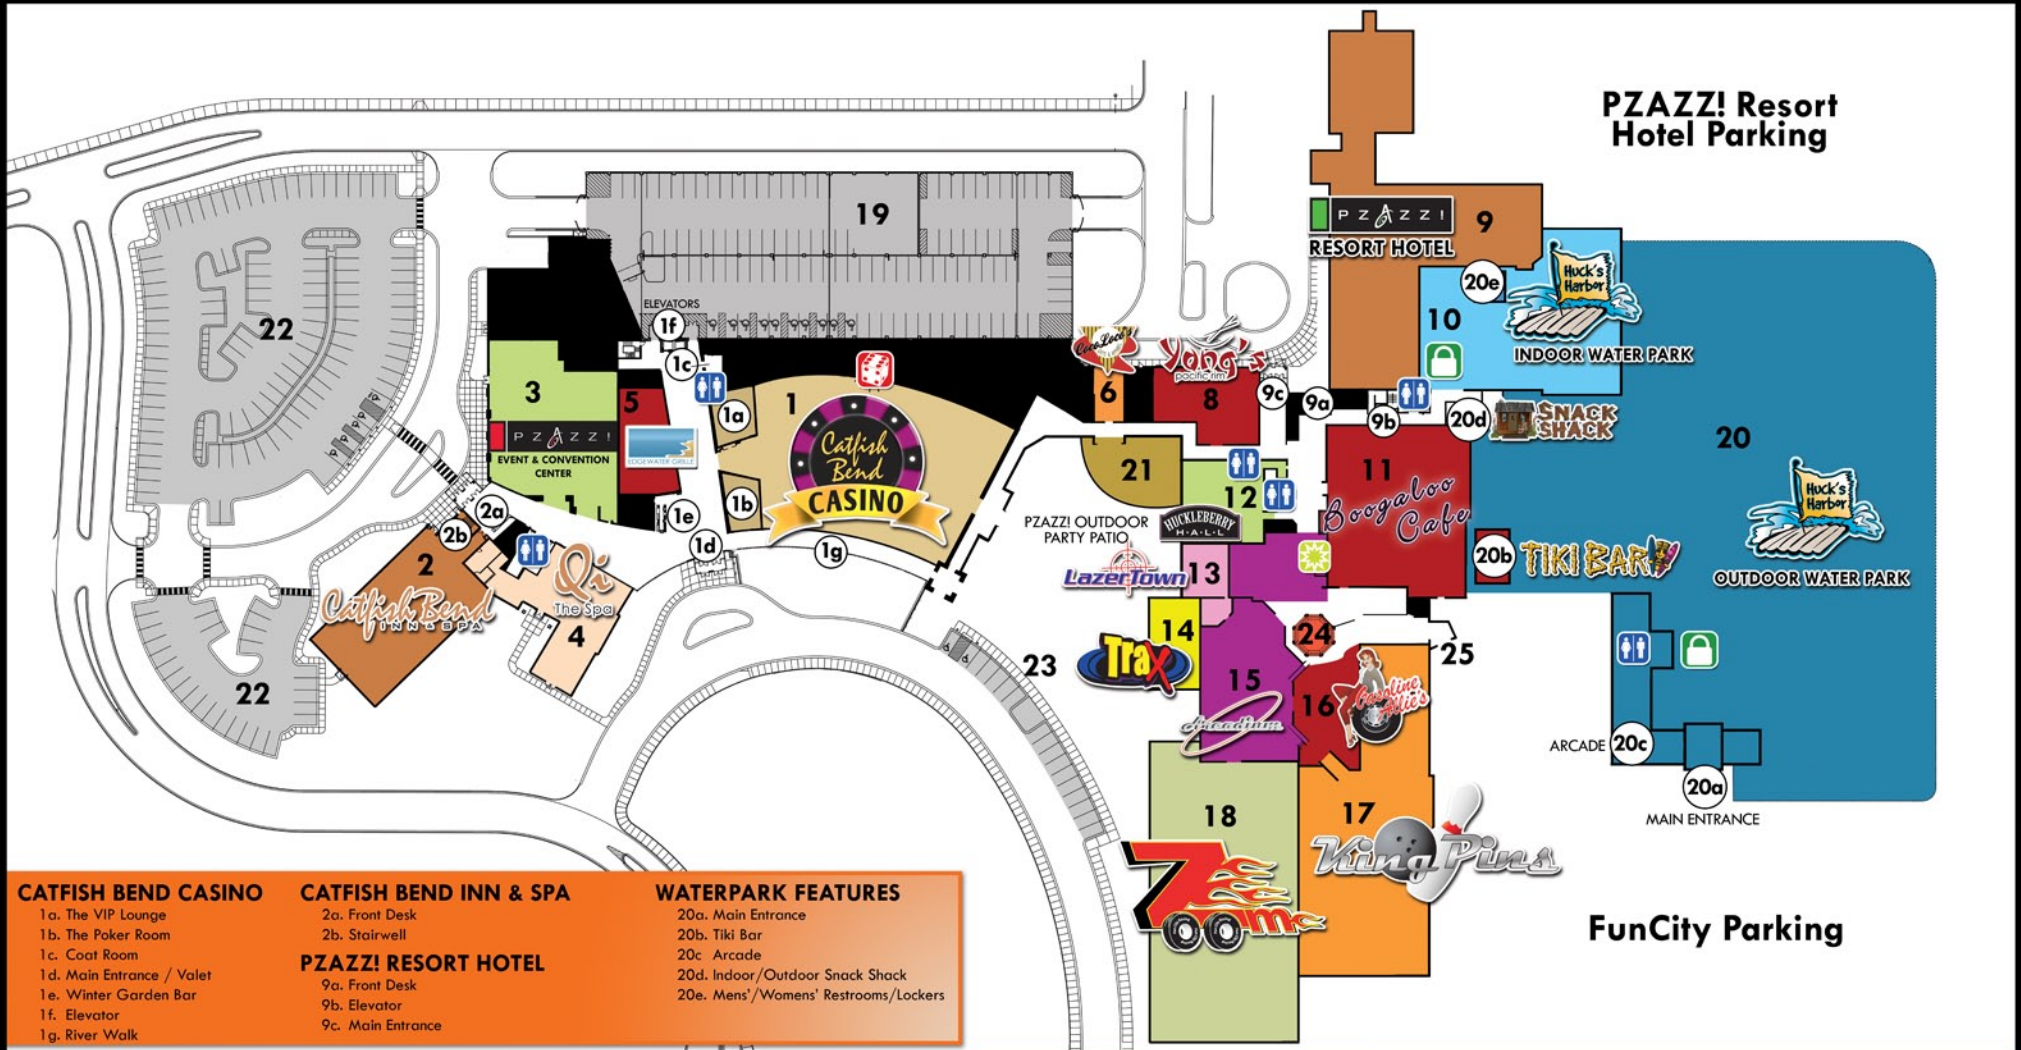 PZAZZ! Resort
Hotel Parking
19
PZAZZ!
RESORT HOTEL
9
20e
Huck's
Harbor
INDOOR WATER PARK
10
22
ELEVATORS
1f
1c
CocoLoco's
Yong's
pacific rim
3
5
1a
1
6
8
9c
9a
9b
20d
SNACK
SHACK
PZAZZ!
EVENT & CONVENTION
CENTER
EDGEWATER GRILLE
Catfish
Bend
CASINO
20
21
11
Boogaloo
Cafe
12
Huck's
Harbor
OUTDOOR WATER PARK
2a
2b
1e
1b
1d
1g
PZAZZ! OUTDOOR
PARTY PATIO
HUCKLEBERRY
HALL
20b
TIKI BAR
2
Catfish Bend
INN & SPA
Qi
The Spa
4
LazerTown
13
14
Trax
24
25
23
15
Arcadium
16
Gasoline
Allie's
22
ARCADE
20c
20a
MAIN ENTRANCE
18
17
King Pins
7
FunCity Parking
CATFISH BEND CASINO
1a. The VIP Lounge
1b. The Poker Room
1c. Coat Room
1d. Main Entrance / Valet
1e. Winter Garden Bar
1f. Elevator
1g. River Walk
CATFISH BEND INN & SPA
2a. Front Desk
2b. Stairwell
PZAZZ! RESORT HOTEL
9a. Front Desk
9b. Elevator
9c. Main Entrance
WATERPARK FEATURES
20a. Main Entrance
20b. Tiki Bar
20c Arcade
20d. Indoor/Outdoor Snack Shack
20e. Mens'/Womens' Restrooms/Lockers